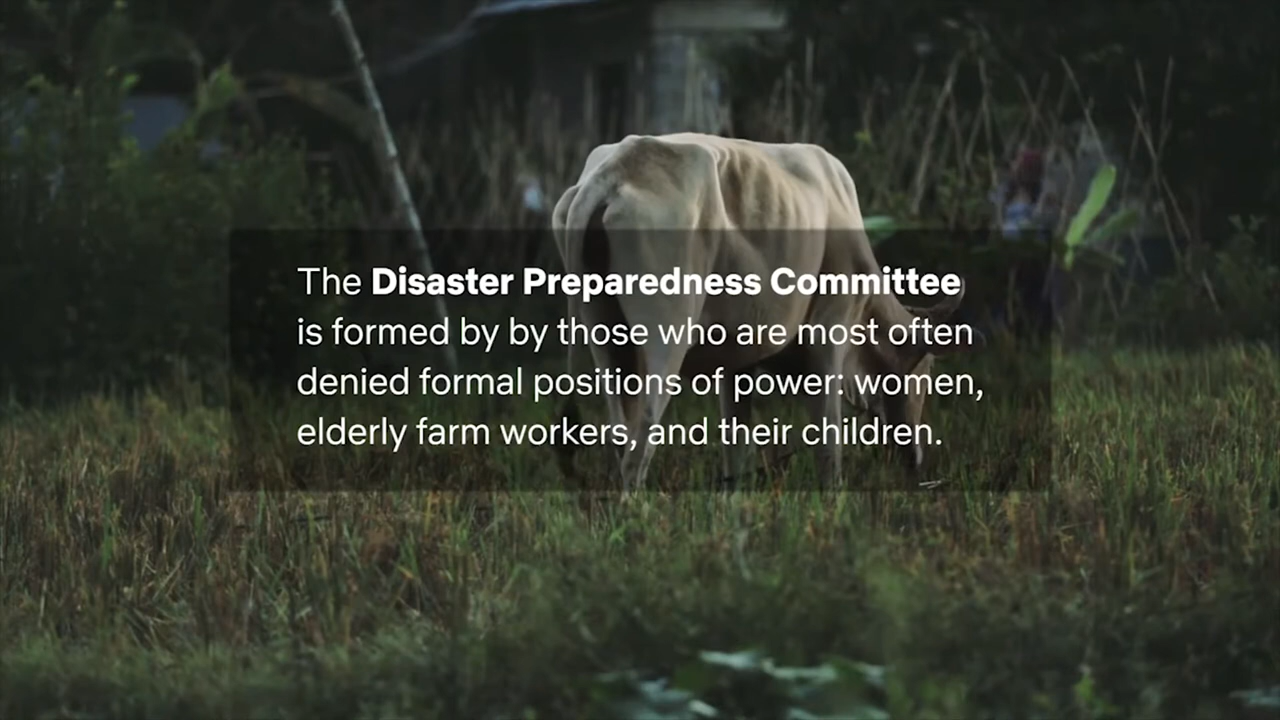 The Disaster Preparedness Committee
is formed by by those who are most often
denied formal positions of power: women,
elderly farm workers, and their children.